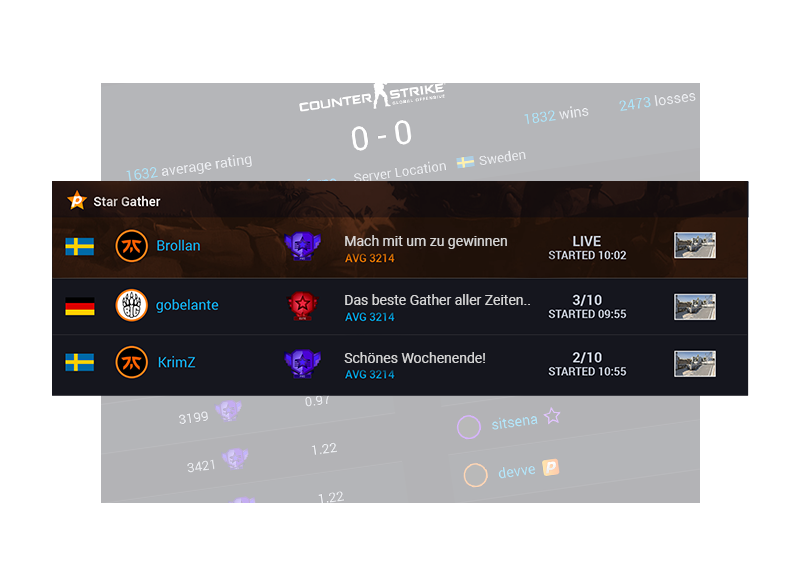 COUNTER STRIKE
GLOBAL OFFENSIVE
0 - 0
1832 wins
2473 losses
1632 average rating
Server Location Sweden
Star Gather
Brollan
Mach mit um zu gewinnen
AVG 3214
LIVE
STARTED 10:02
gobelante
Das beste Gather aller Zeiten..
AVG 3214
3/10
STARTED 09:55
KrimZ
Schönes Wochenende!
AVG 3214
2/10
STARTED 10:55
3199
0.97
sitsena
3421
1.22
devve
1.22